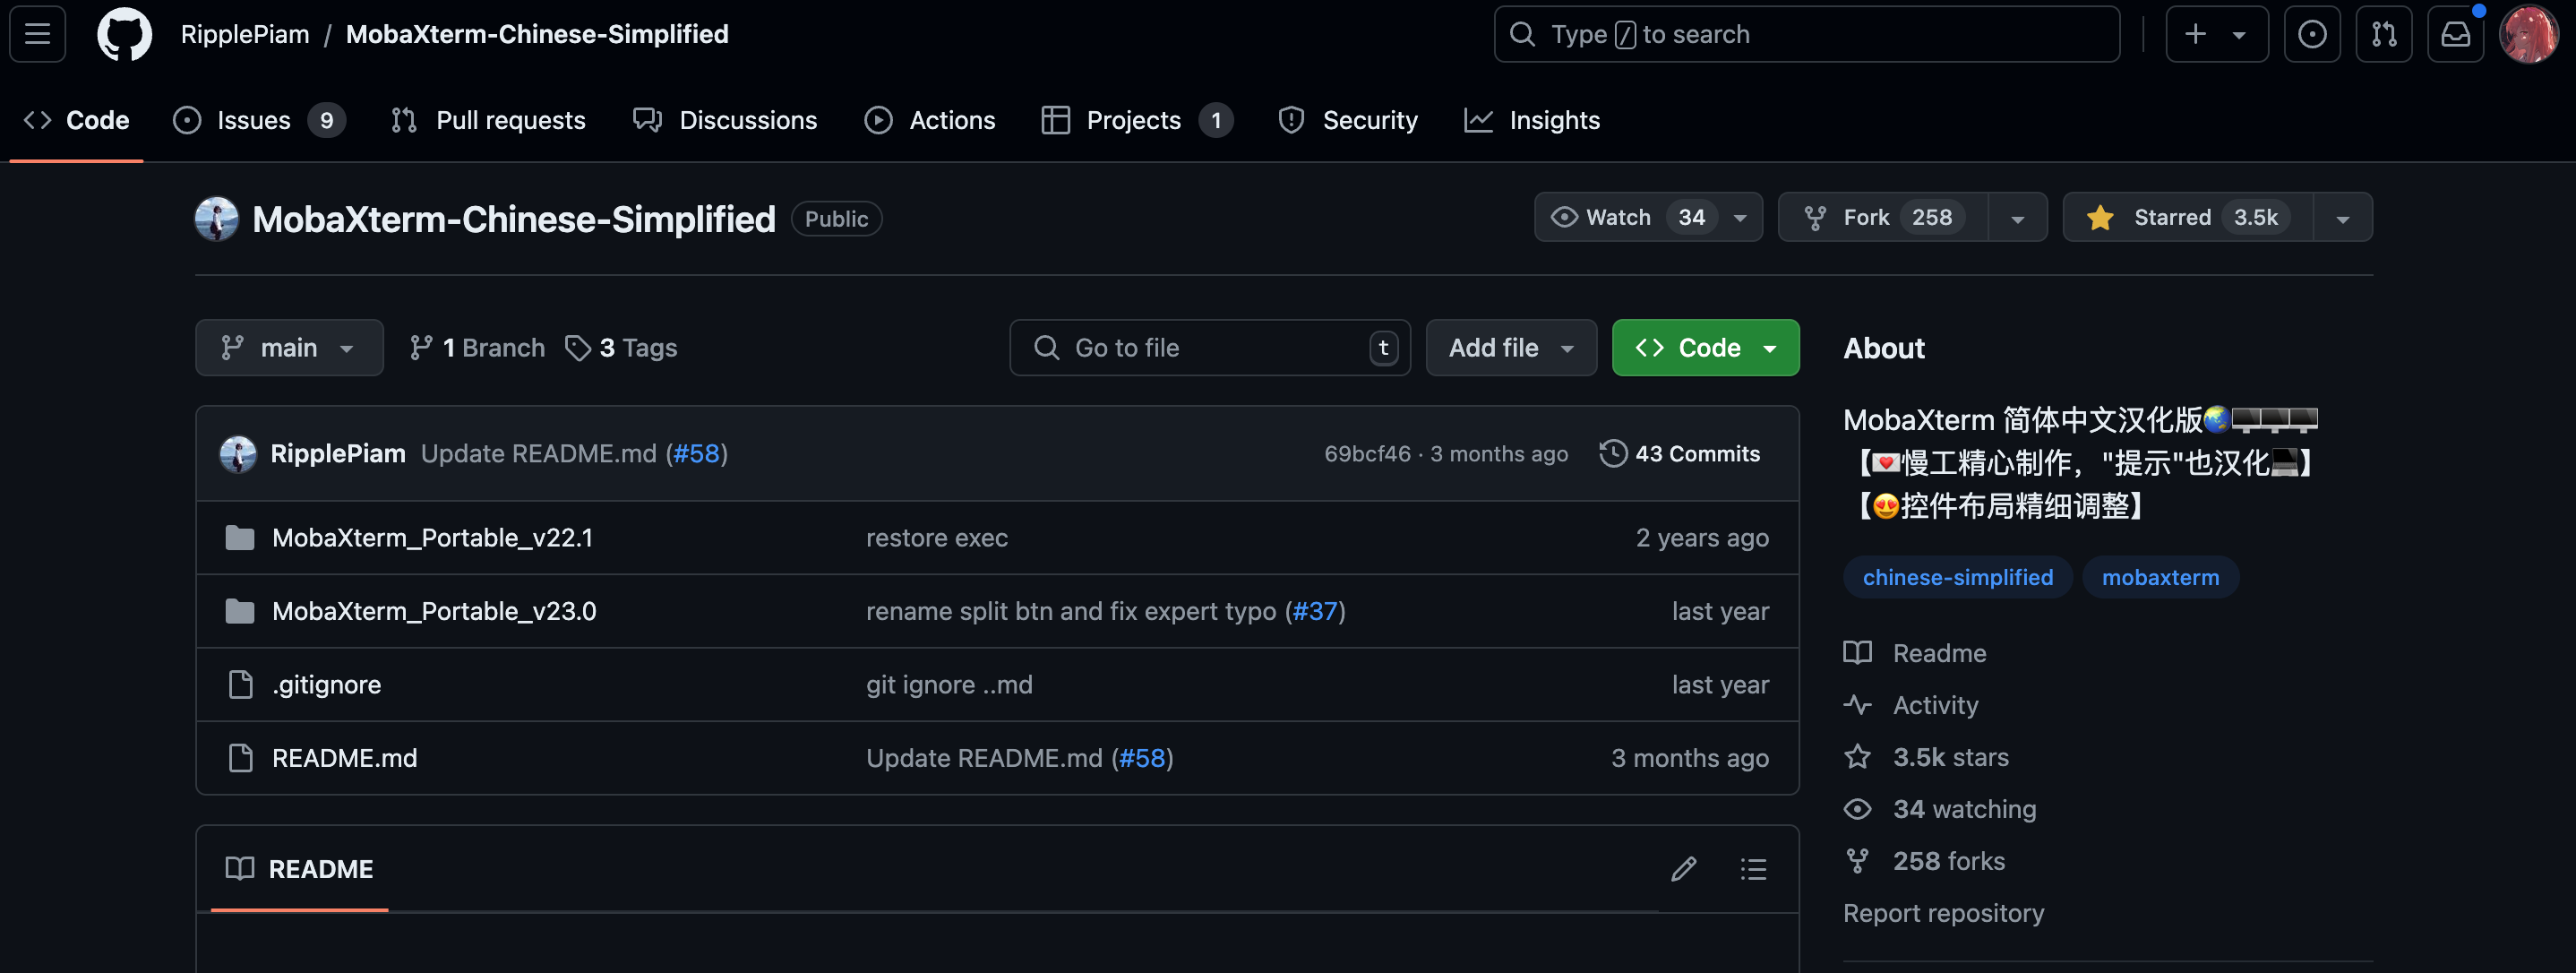 RipplePiam / MobaXterm-Chinese-Simplified
Type / to search
Code
Issues 9
Pull requests
Discussions
Actions
Projects 1
Security
Insights
MobaXterm-Chinese-Simplified Public
Watch 34
Fork 258
Starred 3.5k
main
1 Branch
3 Tags
Go to file t
Add file
Code
RipplePiam Update README.md (#58) 69bcf46 · 3 months ago 43 Commits
MobaXterm_Portable_v22.1 restore exec 2 years ago
MobaXterm_Portable_v23.0 rename split btn and fix expert typo (#37) last year
.gitignore git ignore ..md last year
README.md Update README.md (#58) 3 months ago
README
About
MobaXterm 简体中文汉化版🌏
【💌慢工精心制作，"提示"也汉化💻】
【😍控件布局精细调整】
chinese-simplified mobaxterm
Readme
Activity
3.5k stars
34 watching
258 forks
Report repository